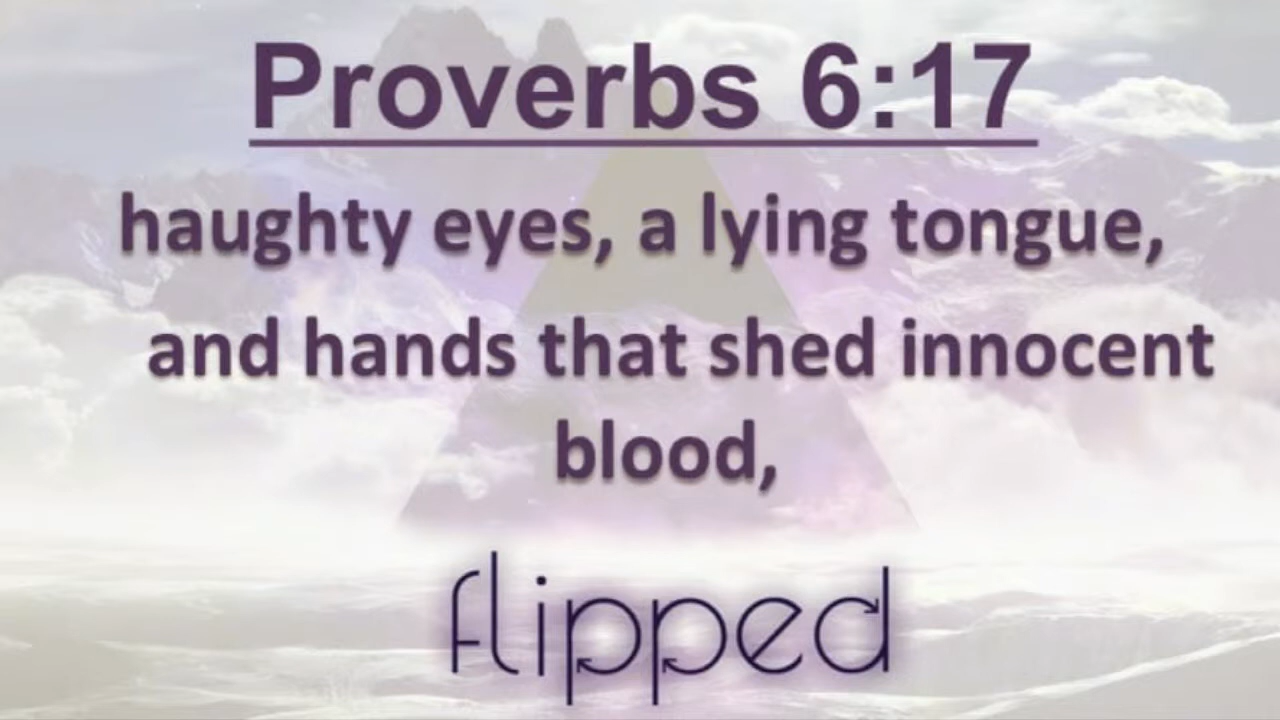 Proverbs 6:17
haughty eyes, a lying tongue,
and hands that shed innocent
blood,
flipped